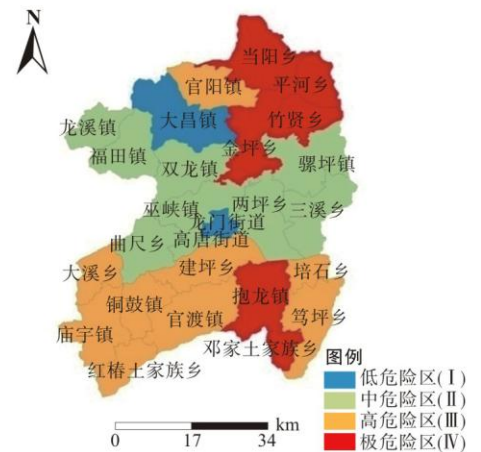 N
当阳乡
官阳镇
平河乡
龙溪镇
大昌镇
竹贤乡
福田镇
金坪乡
双龙镇
骡坪镇
巫峡镇
两坪乡
三溪乡
龙门街道
曲尺乡
高唐街道
大溪乡
建坪乡
培石乡
铜鼓镇
抱龙镇
官渡镇
笃坪乡
庙宇镇
邓家土家族乡
红椿土家族乡
图例
低危险区(Ⅰ)
中危险区(Ⅱ)
高危险区(Ⅲ)
极危险区(Ⅳ)
km
0 17 34